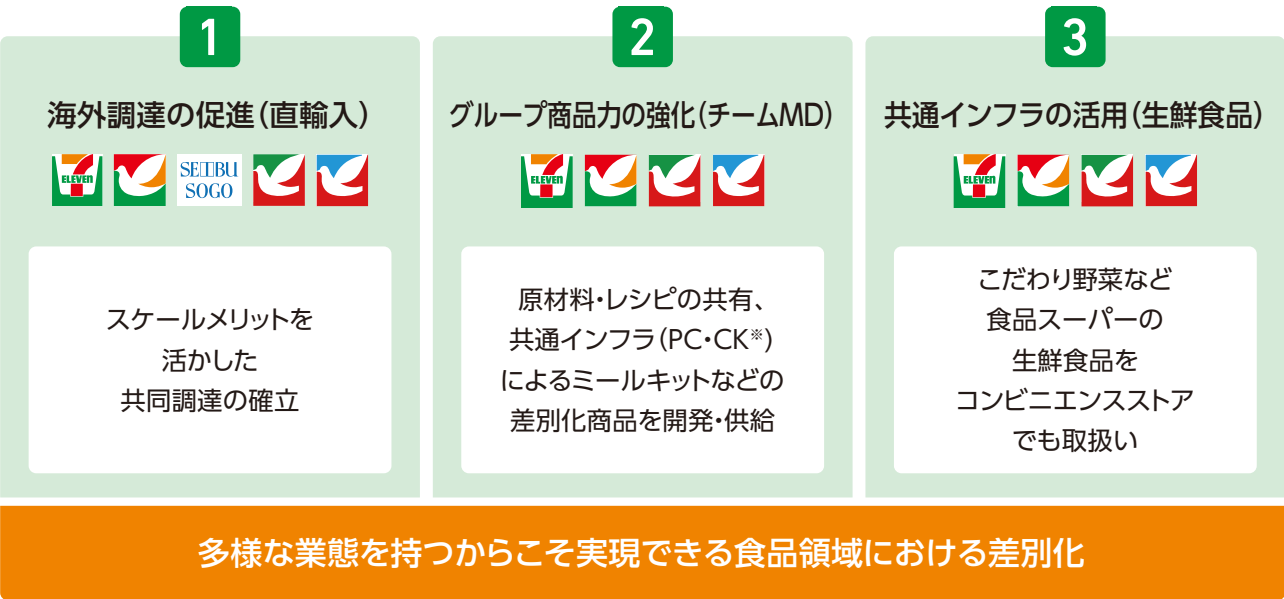 1
海外調達の促進(直輸入)
ELEVEN
SEIBU
SOGO
スケールメリットを
活かした
共同調達の確立
2
グループ商品力の強化(チームMD)
ELEVEN
原材料・レシピの共有、
共通インフラ(PC・CK※)
によるミールキットなどの
差別化商品を開発・供給
3
共通インフラの活用(生鮮食品)
ELEVEN
こだわり野菜など
食品スーパーの
生鮮食品を
コンビニエンスストア
でも取扱い
多様な業態を持つからこそ実現できる食品領域における差別化